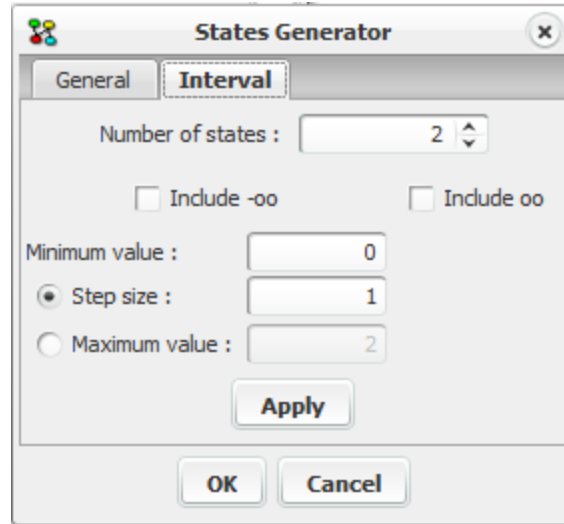 States Generator
General Interval
Number of states : 2
Include -oo Include oo
Minimum value : 0
Step size : 1
Maximum value : 2
Apply
OK Cancel